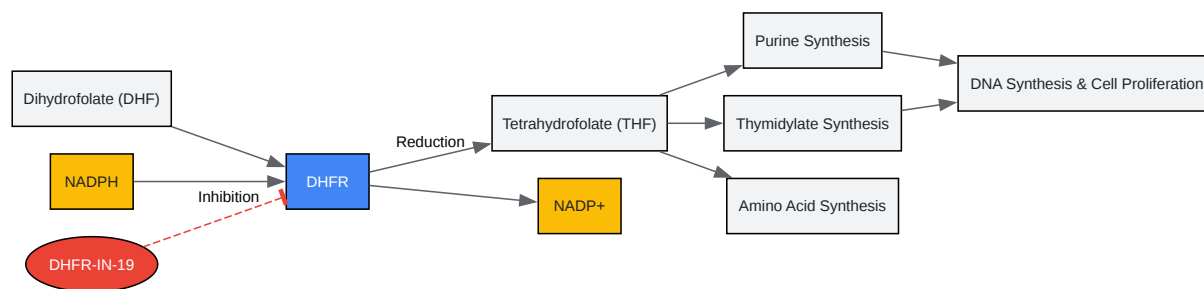 Purine Synthesis
Dihydrofolate (DHF)
DNA Synthesis & Cell Proliferation
Tetrahydrofolate (THF)
Thymidylate Synthesis
Reduction
NADPH
DHFR
Inhibition
NADP+
Amino Acid Synthesis
DHFR-IN-19